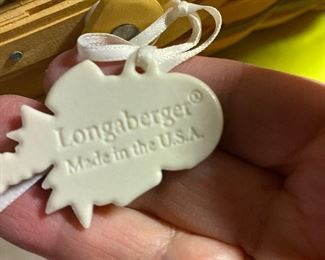 Longaberger®
Made in the U.S.A.